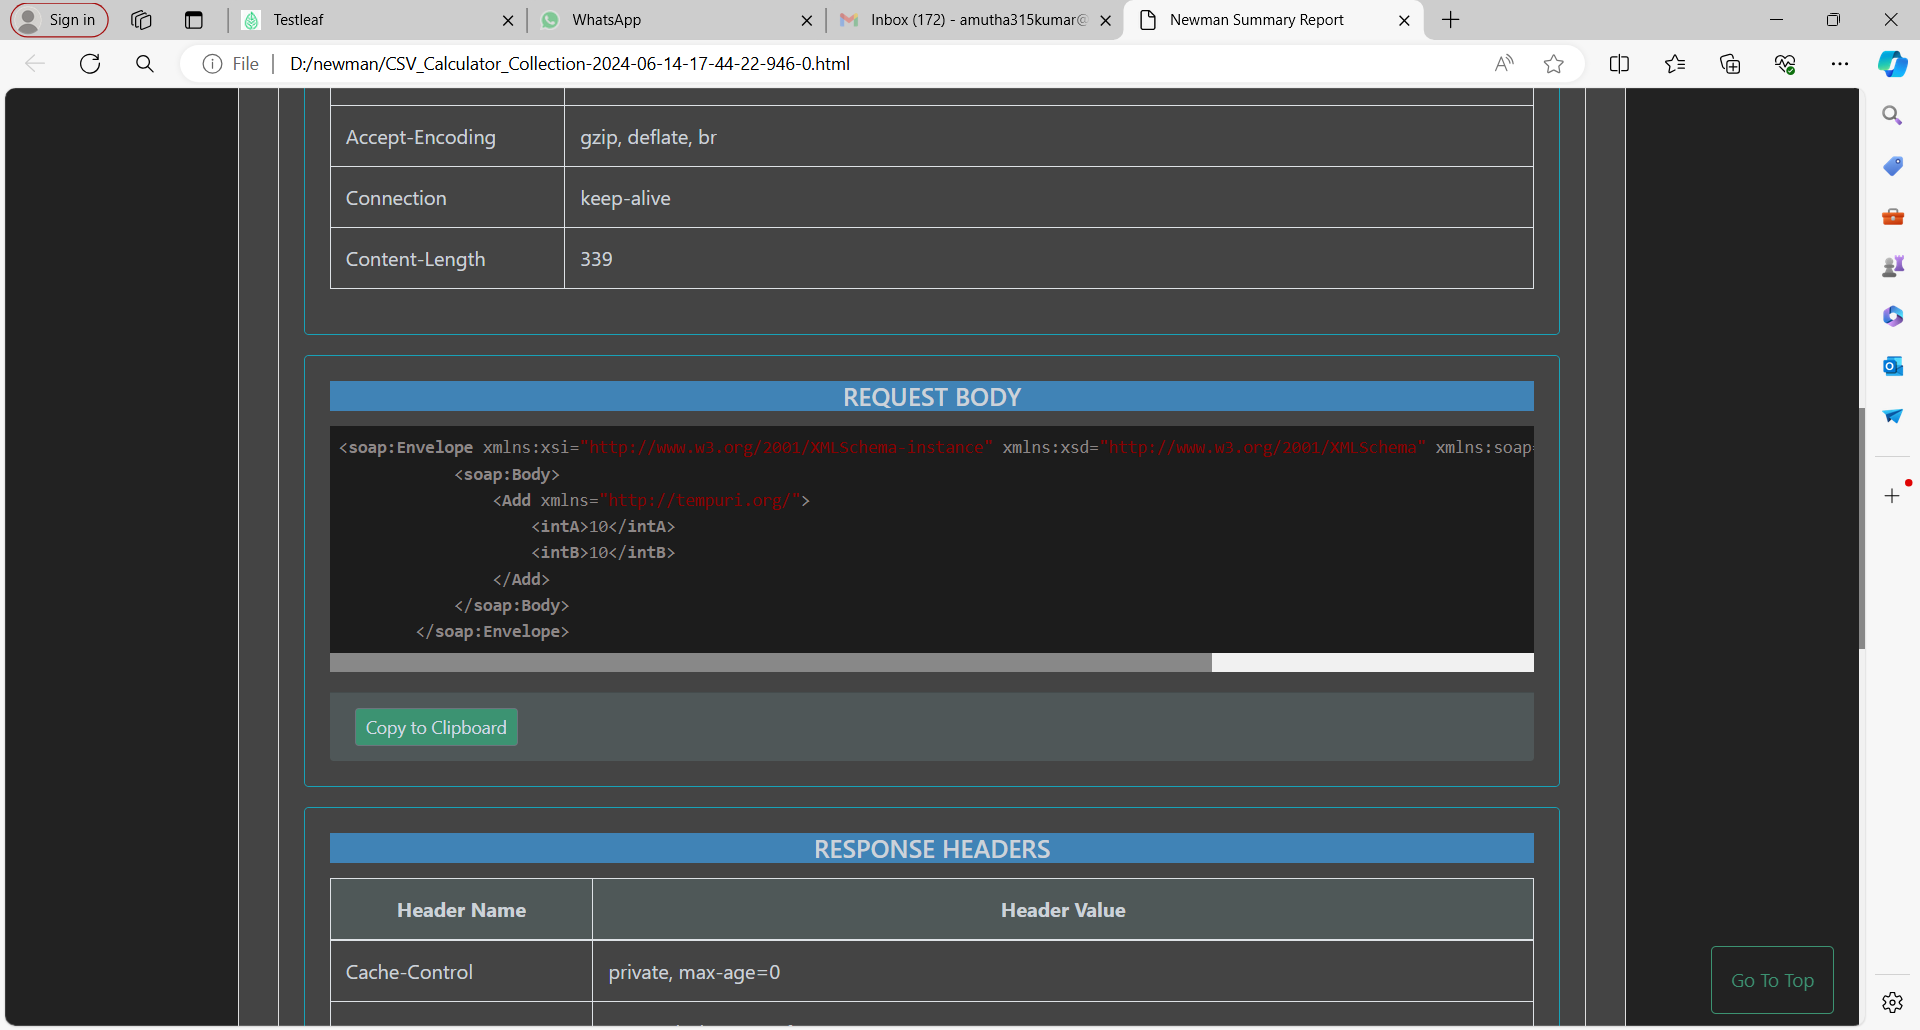 Sign in
Testleaf
WhatsApp
Inbox (172) - amutha315kumar@
Newman Summary Report
File
D:/newman/CSV_Calculator_Collection-2024-06-14-17-44-22-946-0.html
Accept-Encoding
gzip, deflate, br
Connection
keep-alive
Content-Length
339
REQUEST BODY
<soap:Envelope xmlns:xsi="http://www.w3.org/2001/XMLSchema-instance" xmlns:xsd="http://www.w3.org/2001/XMLSchema" xmlns:soap=
<soap:Body>
<Add xmlns="http://tempuri.org/">
<intA>10</intA>
<intB>10</intB>
</Add>
</soap:Body>
</soap:Envelope>
Copy to Clipboard
RESPONSE HEADERS
Header Name
Header Value
Cache-Control
private, max-age=0
Go To Top